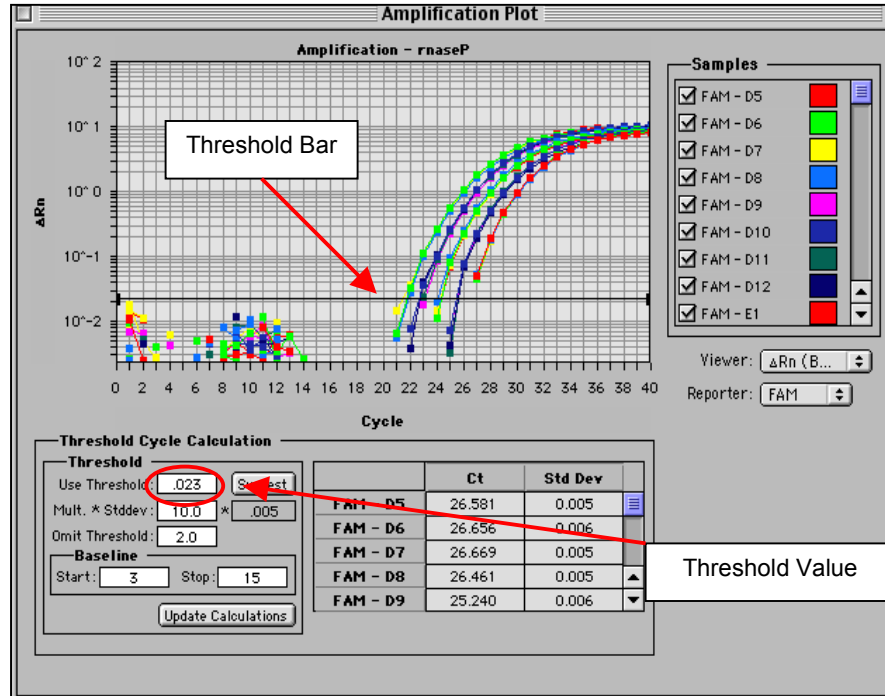 Amplification Plot
Amplification - rnaseP
10^ 2
10^ 1
10^ 0
10^-1
10^-2
ΔRn
0 2 4 6 8 10 12 14 16 18 20 22 24 26 28 30 32 34 36 38 40
Cycle
Threshold Bar
Samples
FAM - D5
FAM - D6
FAM - D7
FAM - D8
FAM - D9
FAM - D10
FAM - D11
FAM - D12
FAM - E1
Viewer: ΔRn (B...
Reporter: FAM
Threshold Cycle Calculation
Threshold
Use Threshold: .023
Mult. * Stddev: 10.0 * .005
Omit Threshold: 2.0
Baseline
Start: 3 Stop: 15
Update Calculations
Ct Std Dev
FAM - D5 26.581 0.005
FAM - D6 26.656 0.006
FAM - D7 26.669 0.005
FAM - D8 26.461 0.005
FAM - D9 25.240 0.006
Threshold Value